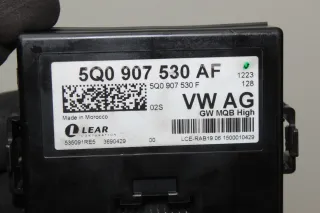 5Q0 907 530 AF
1223
5Q0 907 530 F
128
02S
VW AG
GW MQB High
Made in Morocco
LEAR
CORPORATION
3690429
00
LCE-RAB19.06 1500010429